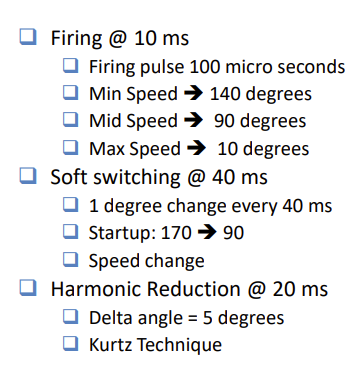 Firing @ 10 ms
Firing pulse 100 micro seconds
Min Speed ➔ 140 degrees
Mid Speed ➔ 90 degrees
Max Speed ➔ 10 degrees
Soft switching @ 40 ms
1 degree change every 40 ms
Startup: 170 ➔ 90
Speed change
Harmonic Reduction @ 20 ms
Delta angle = 5 degrees
Kurtz Technique